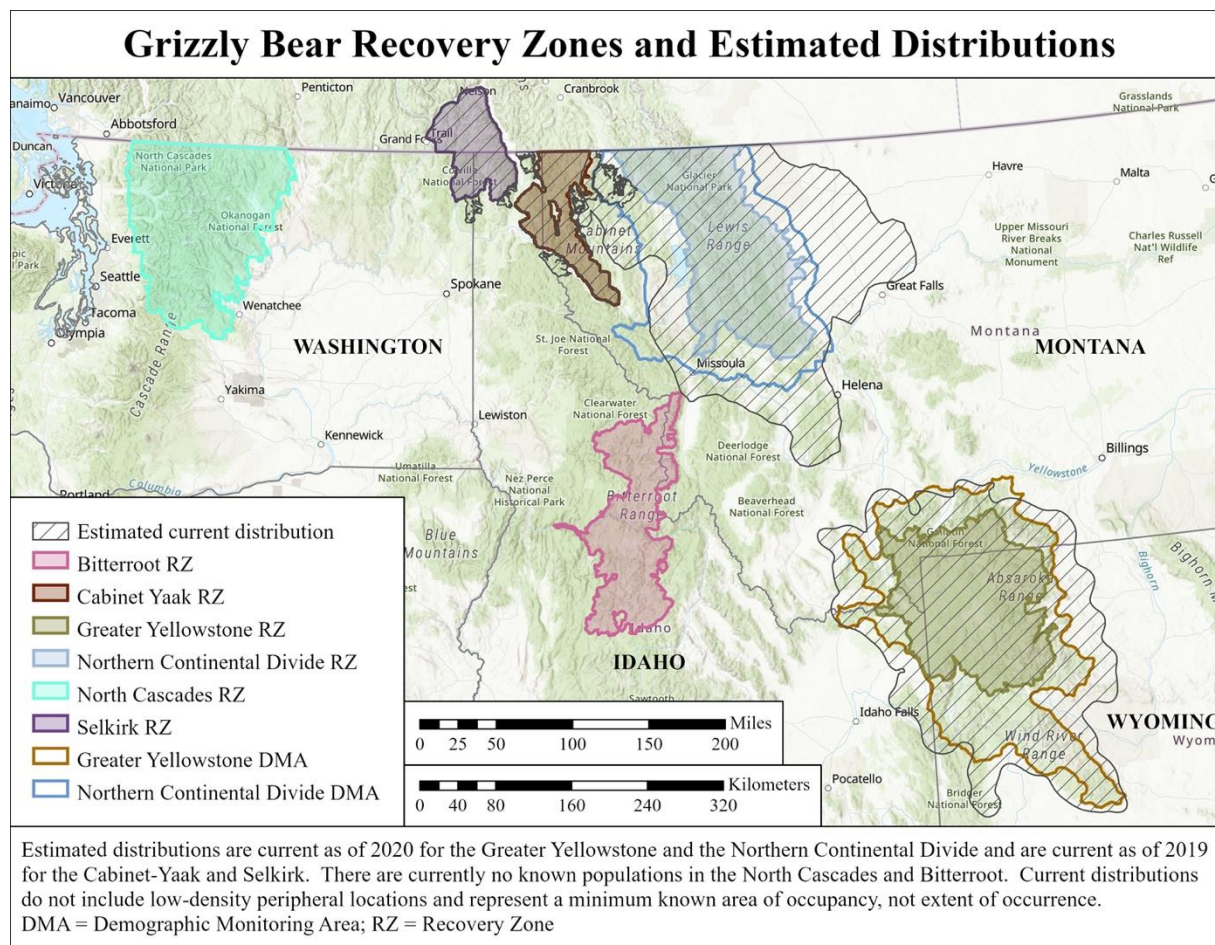 Grizzly Bear Recovery Zones and Estimated Distributions
Penticton
Nelson
Cranbrook
Vancouver
Abbotsford
Grasslands
National Park
Grand Fo
Trail
Duncan
North Cascades
National Park
Victoria
Colville
National Forest
Glacier
National Park
Havre
Malta
Okanogan
National Forest
Cabinet
Mountains
Lewis
Range
Upper Missouri
River Breaks
National
Monument
Charles Russell
Nat'l Wildlife
Ref
Everett
Seattle
Spokane
Great Falls
Wenatchee
Tacoma
Olympia
Cascade Range
WASHINGTON
St. Joe National
Forest
Missoula
Montana
MONTANA
Helena
Yakima
Clearwater
National Forest
Lewiston
Kennewick
Deerlodge
National Forest
Billings
Umatilla
National Forest
Yellowstone
Portland
Columbia
Nez Perce
National
Historical Park
Bitterroot
Range
Beaverhead
National Forest
Blue
Mountains
Gallatin
National Forest
Absaroka
Range
Bighorn
Bighorn M
Idaho
IDAHO
Sawtooth
Idaho Falls
WYOMING
Wyom
Wind River
Range
Pocatello
Bridger
National Forest
Estimated current distribution
Bitterroot RZ
Cabinet Yaak RZ
Greater Yellowstone RZ
Northern Continental Divide RZ
North Cascades RZ
Selkirk RZ
Greater Yellowstone DMA
Northern Continental Divide DMA
Miles
0 25 50 100 150 200
Kilometers
0 40 80 160 240 320
Estimated distributions are current as of 2020 for the Greater Yellowstone and the Northern Continental Divide and are current as of 2019
for the Cabinet-Yaak and Selkirk. There are currently no known populations in the North Cascades and Bitterroot. Current distributions
do not include low-density peripheral locations and represent a minimum known area of occupancy, not extent of occurrence.
DMA = Demographic Monitoring Area; RZ = Recovery Zone